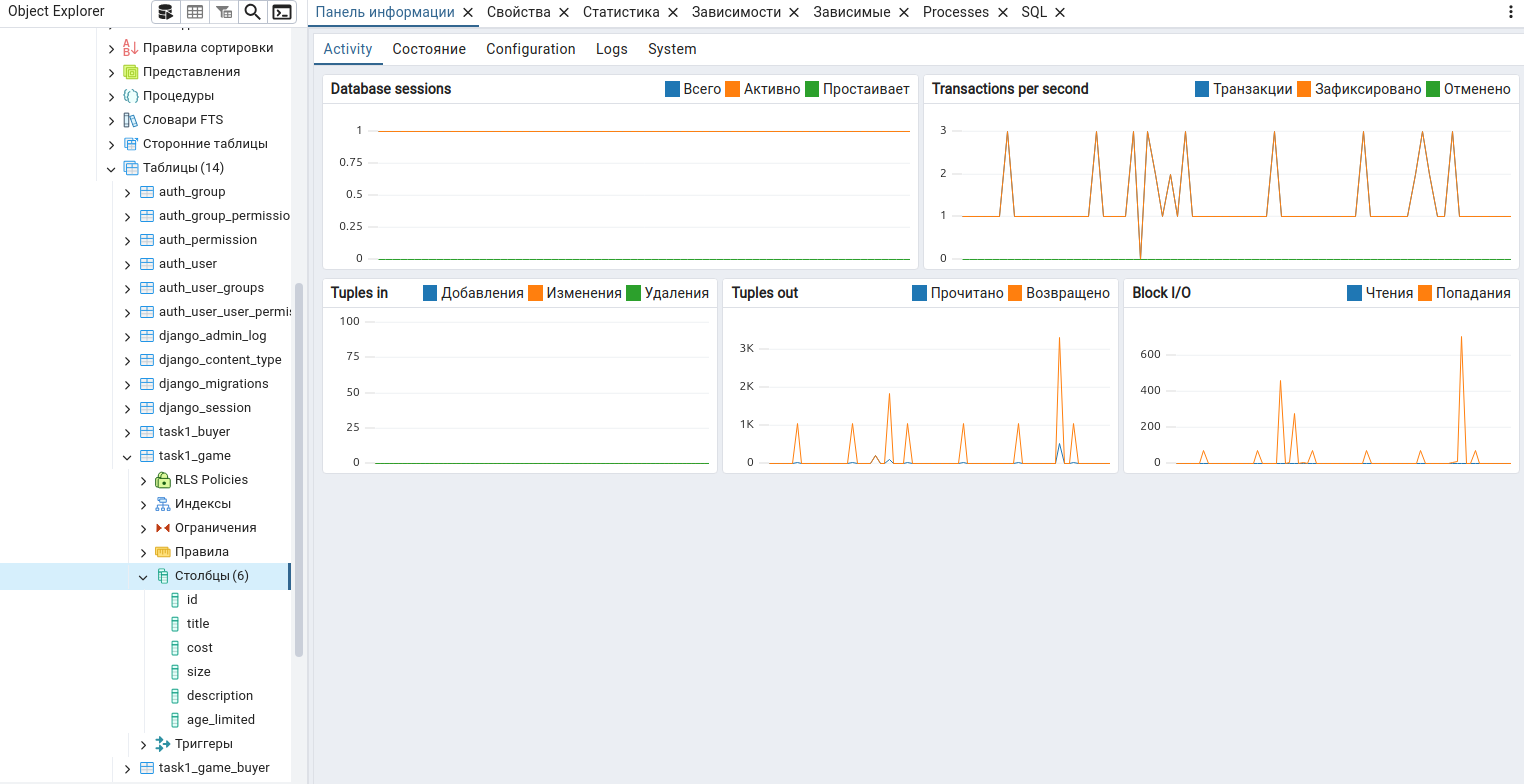 Object Explorer
Панель информации Свойства Статистика Зависимости Зависимые Processes SQL
Activity Состояние Configuration Logs System
Правила сортировки
Представления
Процедуры
Словари FTS
Сторонние таблицы
Таблицы (14)
auth_group
auth_group_permissio
auth_permission
auth_user
auth_user_groups
auth_user_user_permis
django_admin_log
django_content_type
django_migrations
django_session
task1_buyer
task1_game
RLS Policies
Индексы
Ограничения
Правила
Столбцы (6)
id
title
cost
size
description
age_limited
Триггеры
task1_game_buyer
Database sessions Всего Активно Простаивает
1
0.75
0.5
0.25
0
Transactions per second Транзакции Зафиксировано Отменено
3
2
1
0
Tuples in Добавления Изменения Удаления
100
75
50
25
0
Tuples out Прочитано Возвращено
3K
2K
1K
0
Block I/O Чтения Попадания
600
400
200
0